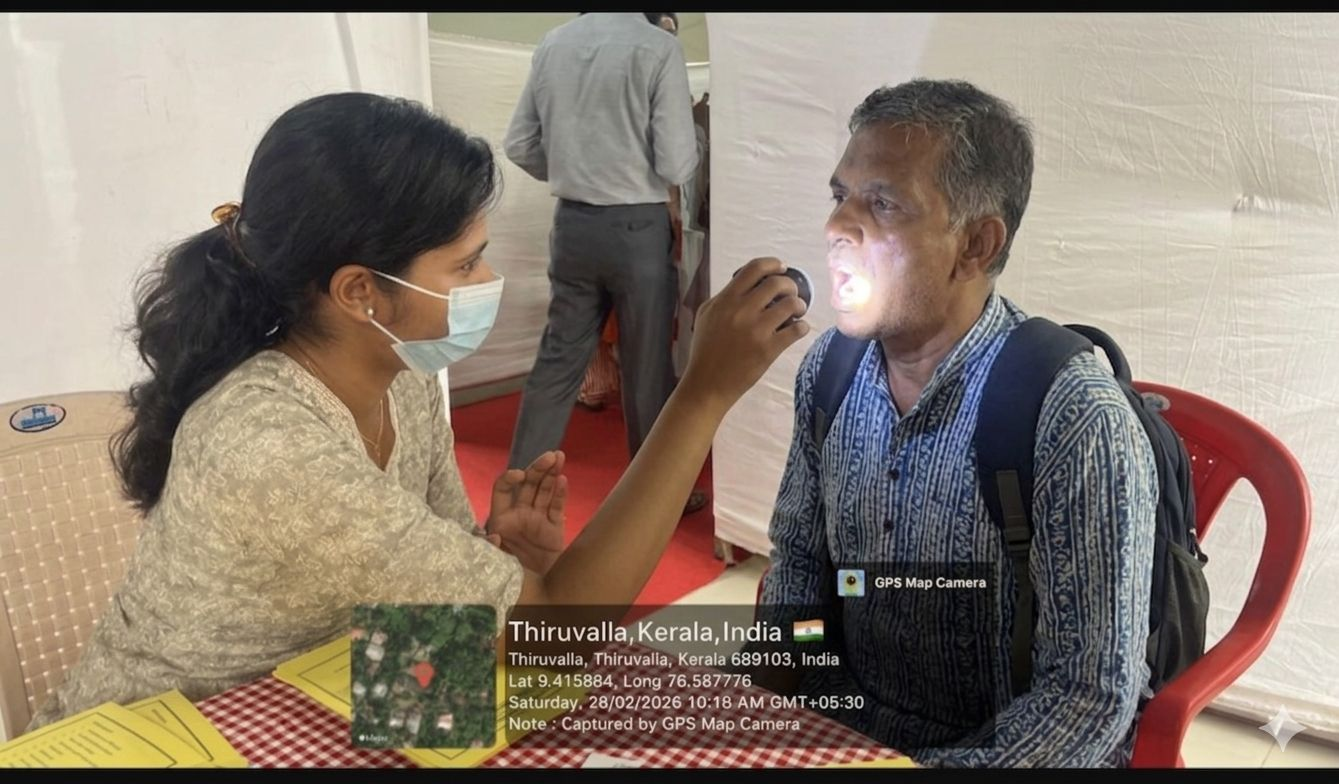 GPS Map Camera
Thiruvalla,Kerala,India 🇮🇳
Thiruvalla, Thiruvalla, Kerala 689103, India
Lat 9.415884, Long 76.587776
Saturday, 28/02/2026 10:18 AM GMT+05:30
Note : Captured by GPS Map Camera